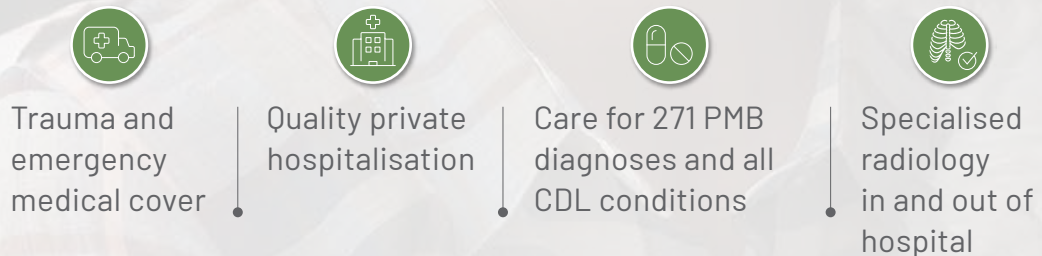 Trauma and
emergency
medical cover
Quality private
hospitalisation
Care for 271 PMB
diagnoses and all
CDL conditions
Specialised
radiology
in and out of
hospital